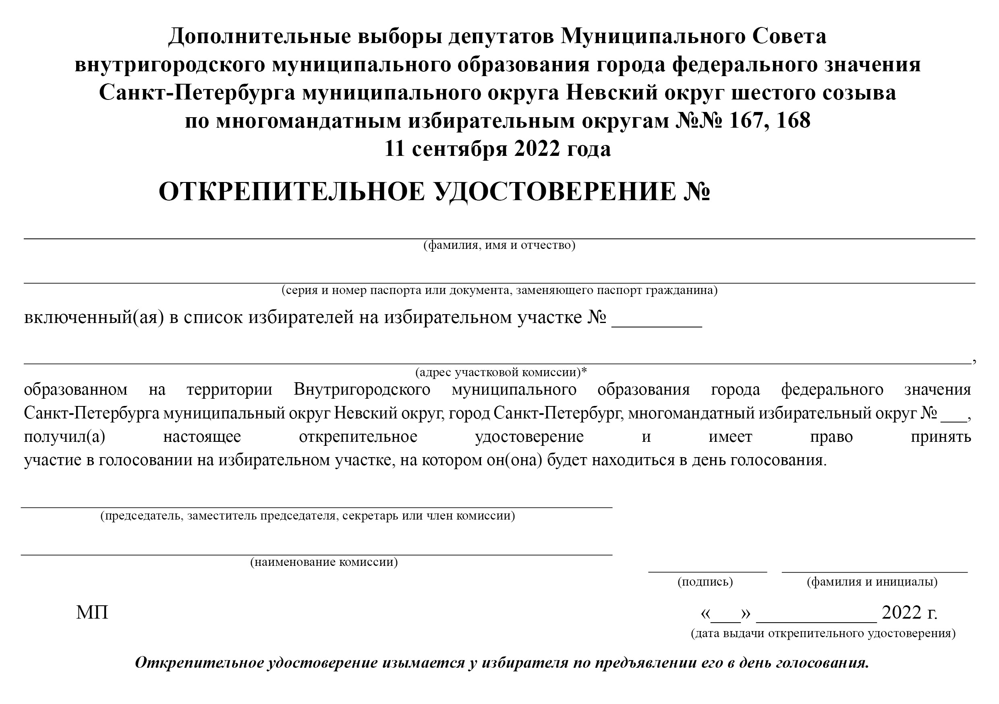 Дополнительные выборы депутатов Муниципального Совета
внутригородского муниципального образования города федерального значения
Санкт-Петербурга муниципального округа Невский округ шестого созыва
по многомандатным избирательным округам №№ 167, 168
11 сентября 2022 года
ОТКРЕПИТЕЛЬНОЕ УДОСТОВЕРЕНИЕ №
(фамилия, имя и отчество)
(серия и номер паспорта или документа, заменяющего паспорт гражданина)
включенный(ая) в список избирателей на избирательном участке № _________
,
(адрес участковой комиссии)*
образованном на территории Внутригородского муниципального образования города федерального значения
Санкт-Петербурга муниципальный округ Невский округ, город Санкт-Петербург, многомандатный избирательный округ № ___,
получил(а) настоящее открепительное удостоверение и имеет право принять
участие в голосовании на избирательном участке, на котором он(она) будет находиться в день голосования.
(председатель, заместитель председателя, секретарь или член комиссии)
(наименование комиссии)
(подпись) (фамилия и инициалы)
МП «___» ____________ 2022 г.
(дата выдачи открепительного удостоверения)
Открепительное удостоверение изымается у избирателя по предъявлении его в день голосования.